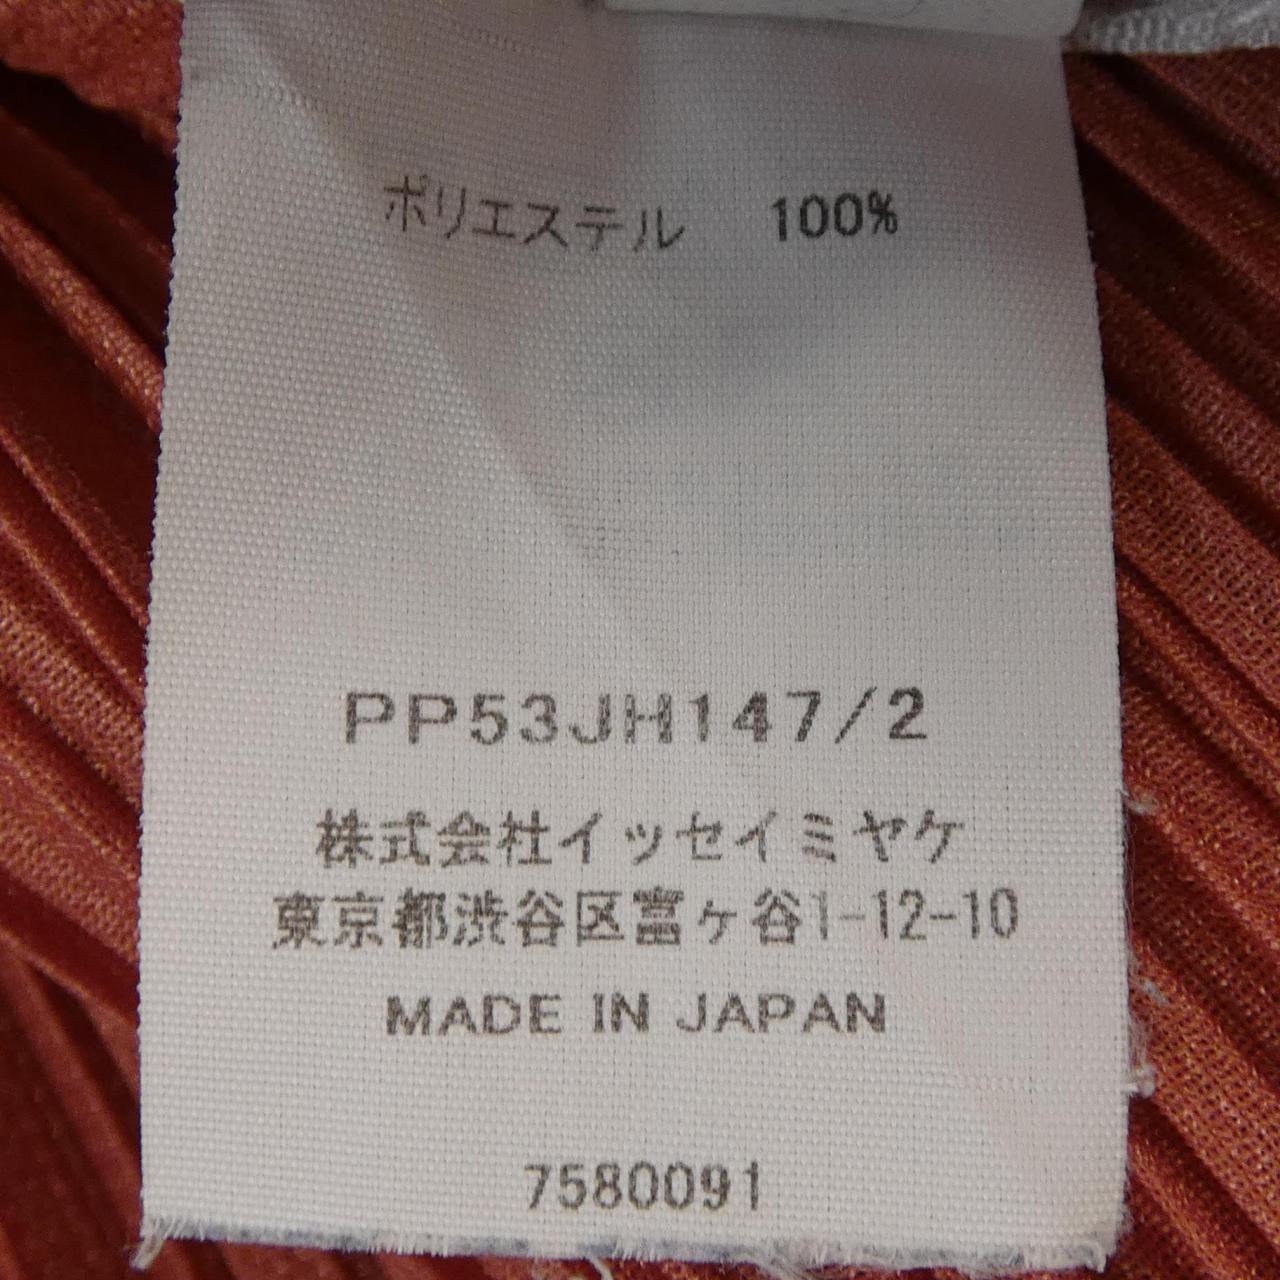 ポリエステル 100%
PP53JH147/2
株式会社イッセイミヤケ
東京都渋谷区富ヶ谷1-12-10
MADE IN JAPAN
7580091